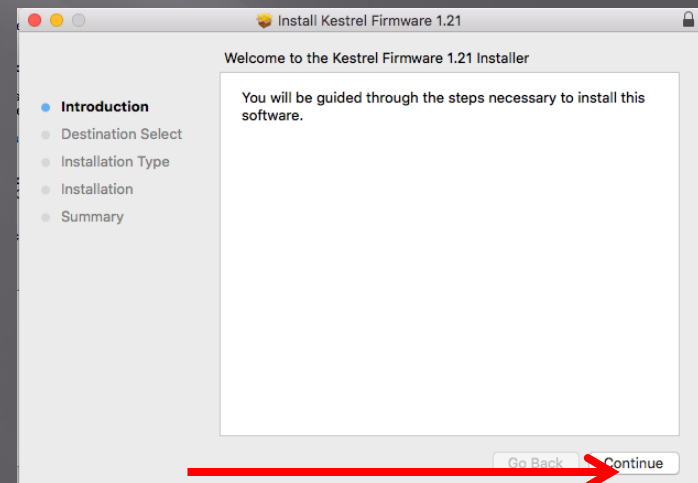 Install Kestrel Firmware 1.21
Welcome to the Kestrel Firmware 1.21 Installer
Introduction
Destination Select
Installation Type
Installation
Summary
You will be guided through the steps necessary to install this
software.
Go Back
Continue